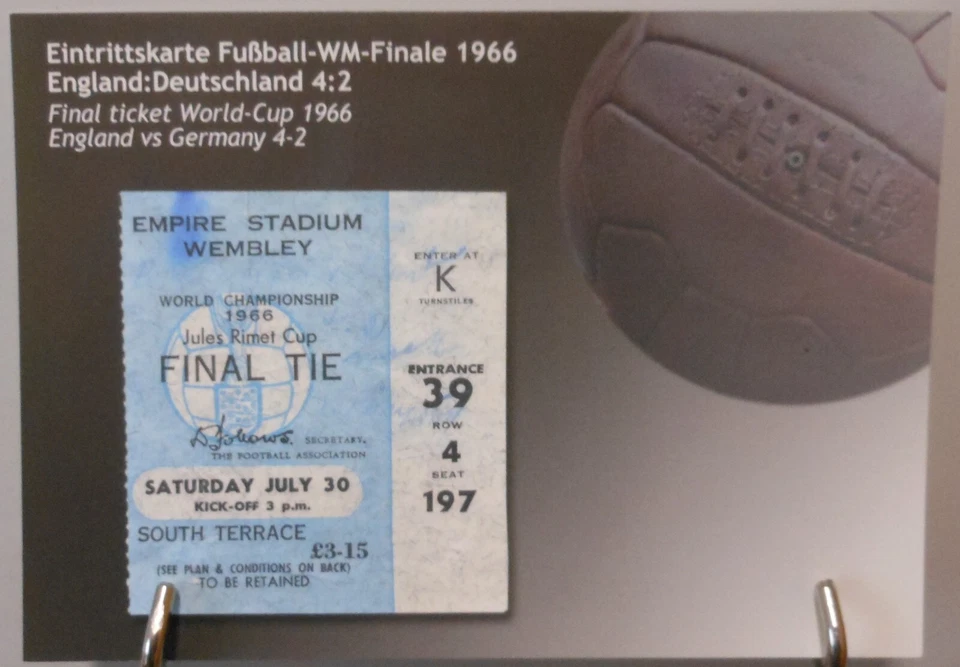 Eintrittskarte Fußball-WM-Finale 1966
England:Deutschland 4:2
Final ticket World-Cup 1966
England vs Germany 4-2
EMPIRE STADIUM
WEMBLEY
WORLD CHAMPIONSHIP
1966
Jules Rimet Cup
FINAL TIE
SECRETARY.
THE FOOTBALL ASSOCIATION
SATURDAY JULY 30
KICK-OFF 3 p.m.
SOUTH TERRACE
£3-15
(SEE PLAN & CONDITIONS ON BACK)
TO BE RETAINED
ENTER AT
K
TURNSTILES
ENTRANCE
39
ROW
4
SEAT
197